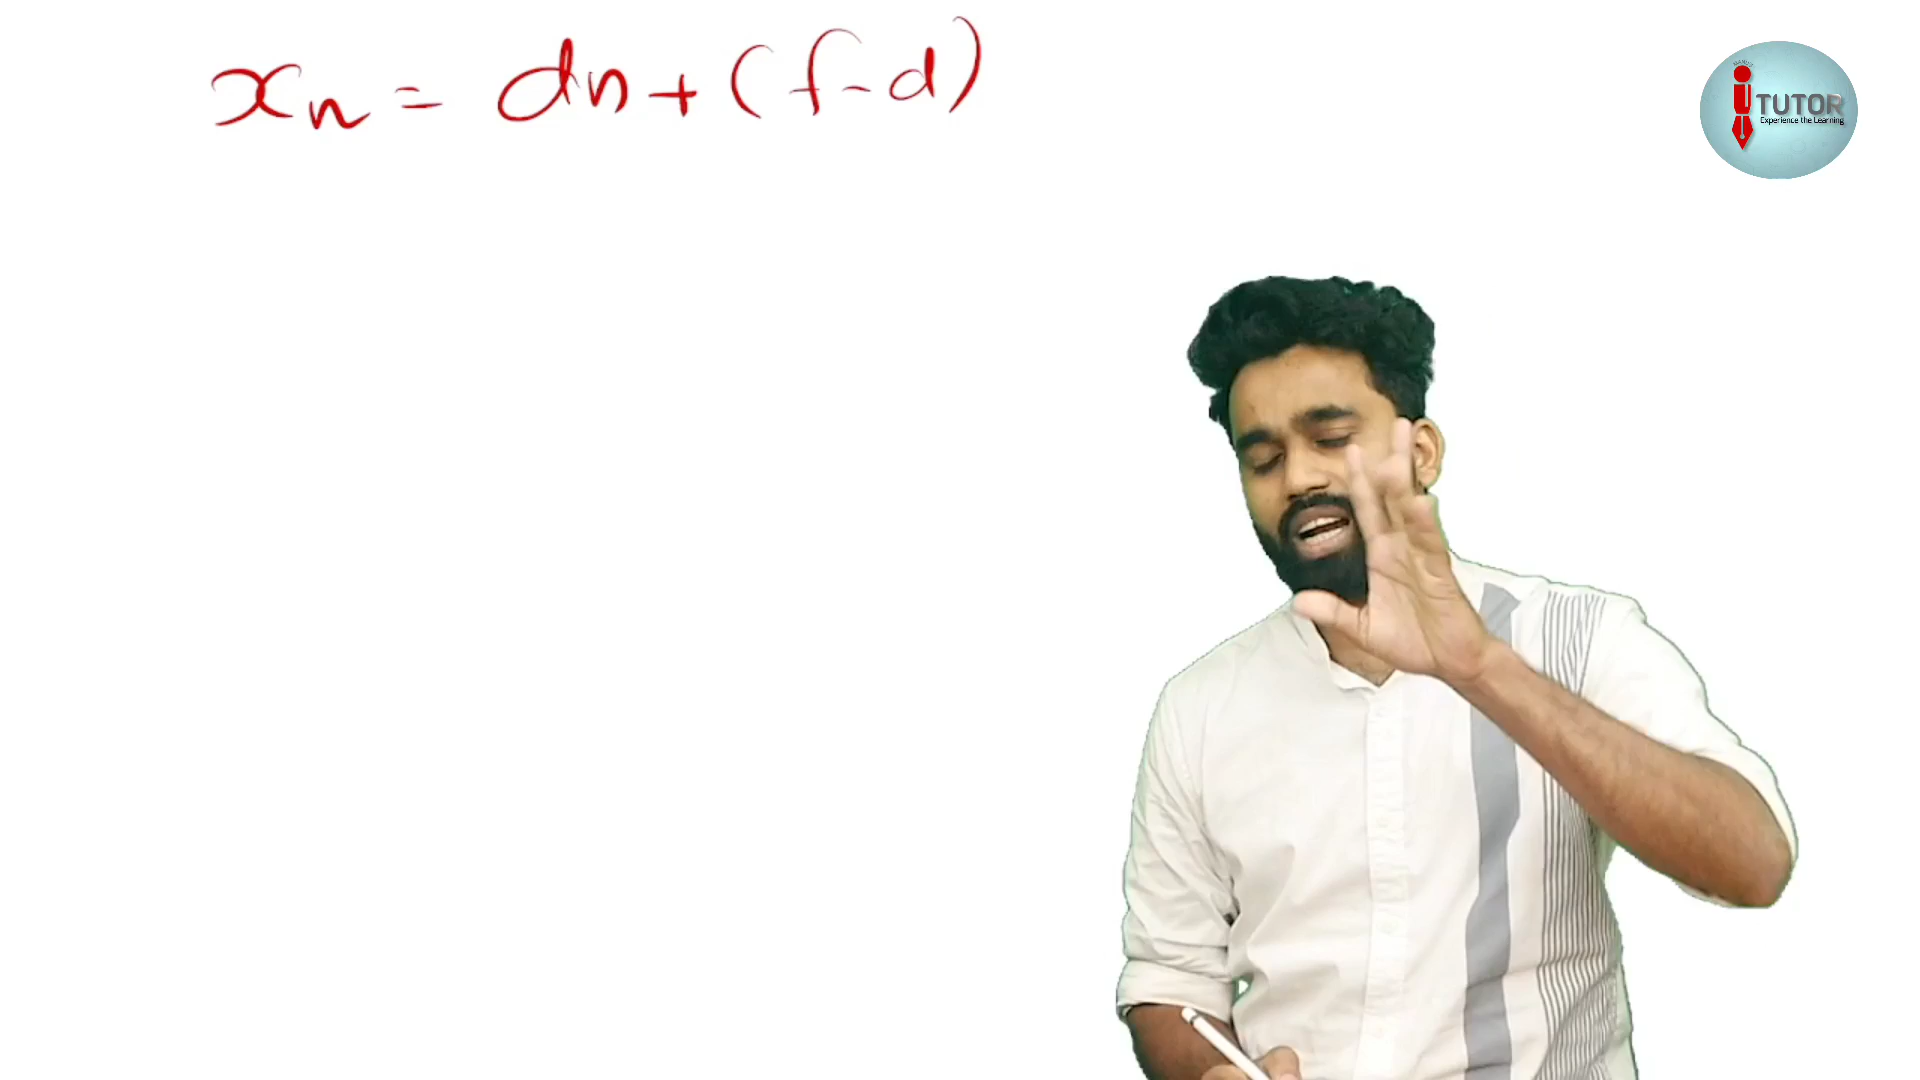 xₙ = dn + (f - d)
TUTOR
Experience the Learning